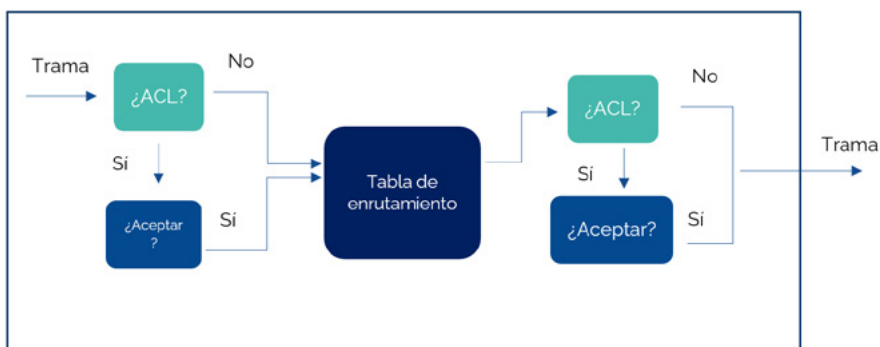 Trama
¿ACL?
No
Sí
¿Aceptar
?
Sí
Tabla de
enrutamiento
¿ACL?
No
Sí
¿Aceptar?
Sí
Trama